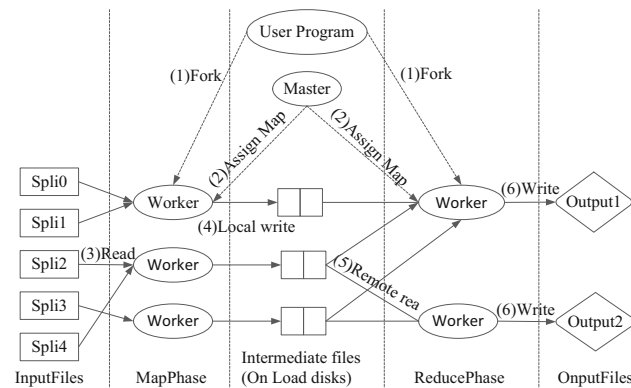 User Program
(1)Fork
(1)Fork
Master
(2)Assign Map
(2)Assign Map
Spli0
Spli1
Spli2
Spli3
Spli4
(3)Read
Worker
Worker
Worker
(4)Local write
(5)Remote rea
Worker
Worker
(6)Write
(6)Write
Output1
Output2
InputFiles
MapPhase
Intermediate files
(On Load disks)
ReducePhase
OnputFiles